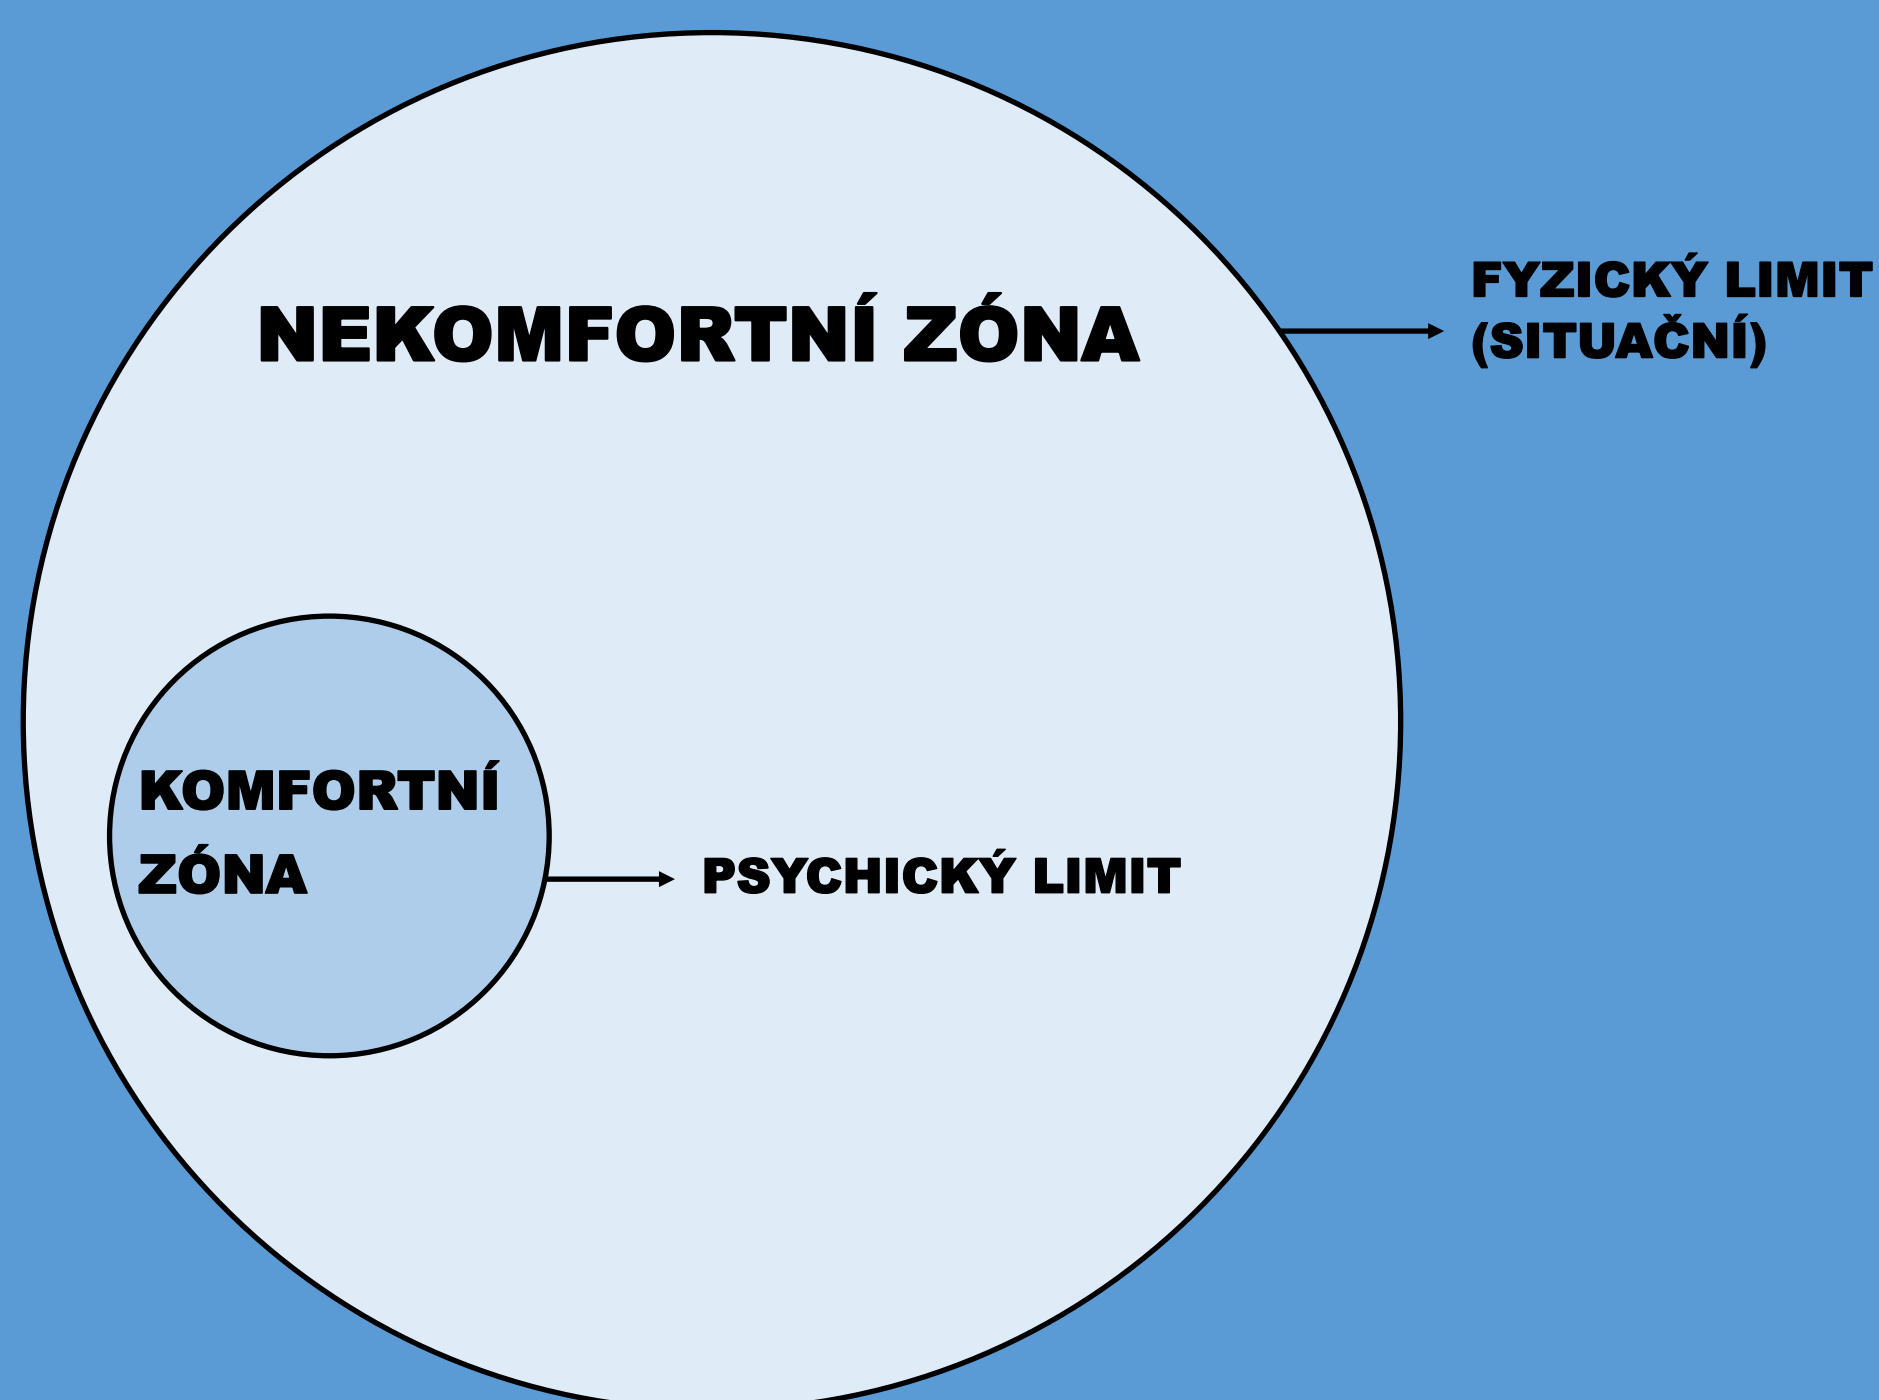 FYZICKÝ LIMIT
(SITUAČNÍ)
NEKOMFORTNÍ ZÓNA
KOMFORTNÍ
ZÓNA
PSYCHICKÝ LIMIT